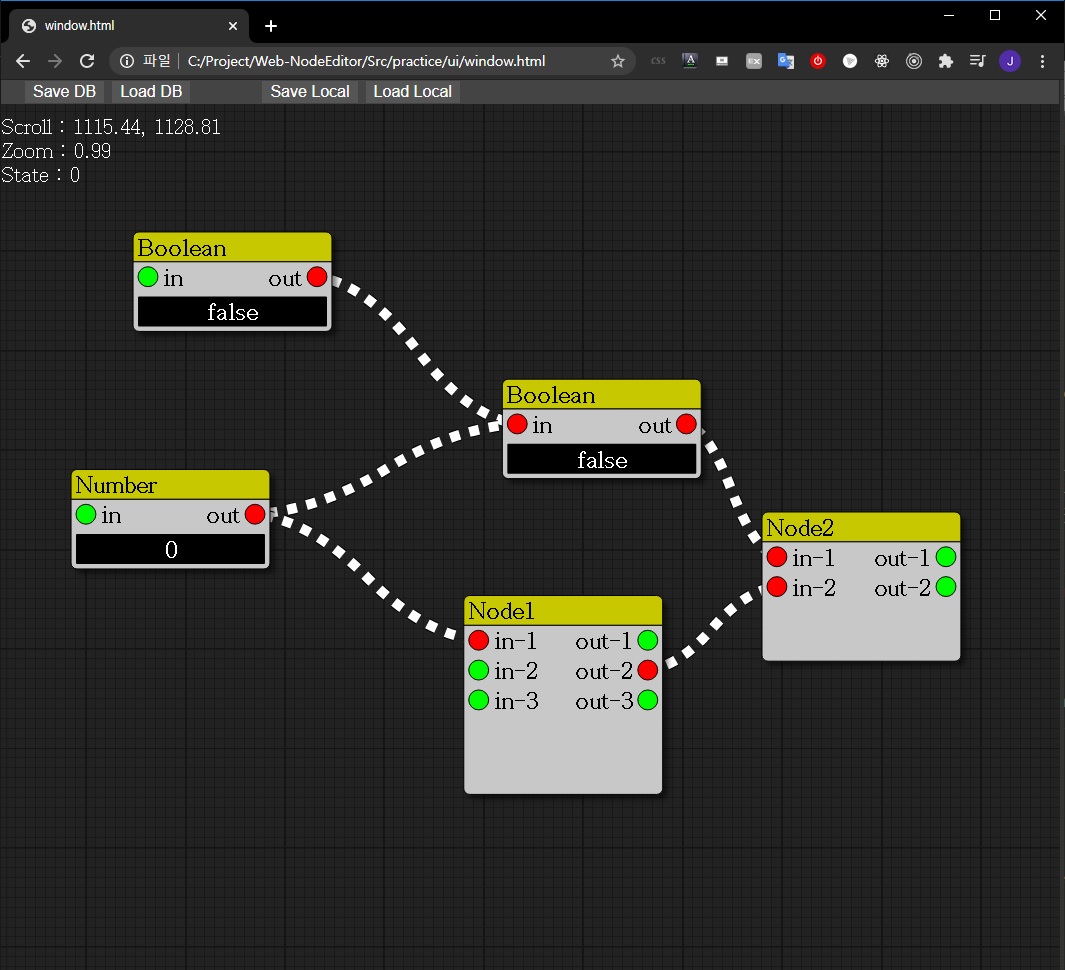 window.html
파일 C:/Project/Web-NodeEditor/Src/practice/ui/window.html
J
Save DB Load DB Save Local Load Local
Scroll : 1115.44, 1128.81
Zoom : 0.99
State : 0
Boolean
in out
false
Boolean
in out
false
Number
in out
0
Node2
in-1 out-1
in-2 out-2
Node1
in-1 out-1
in-2 out-2
in-3 out-3